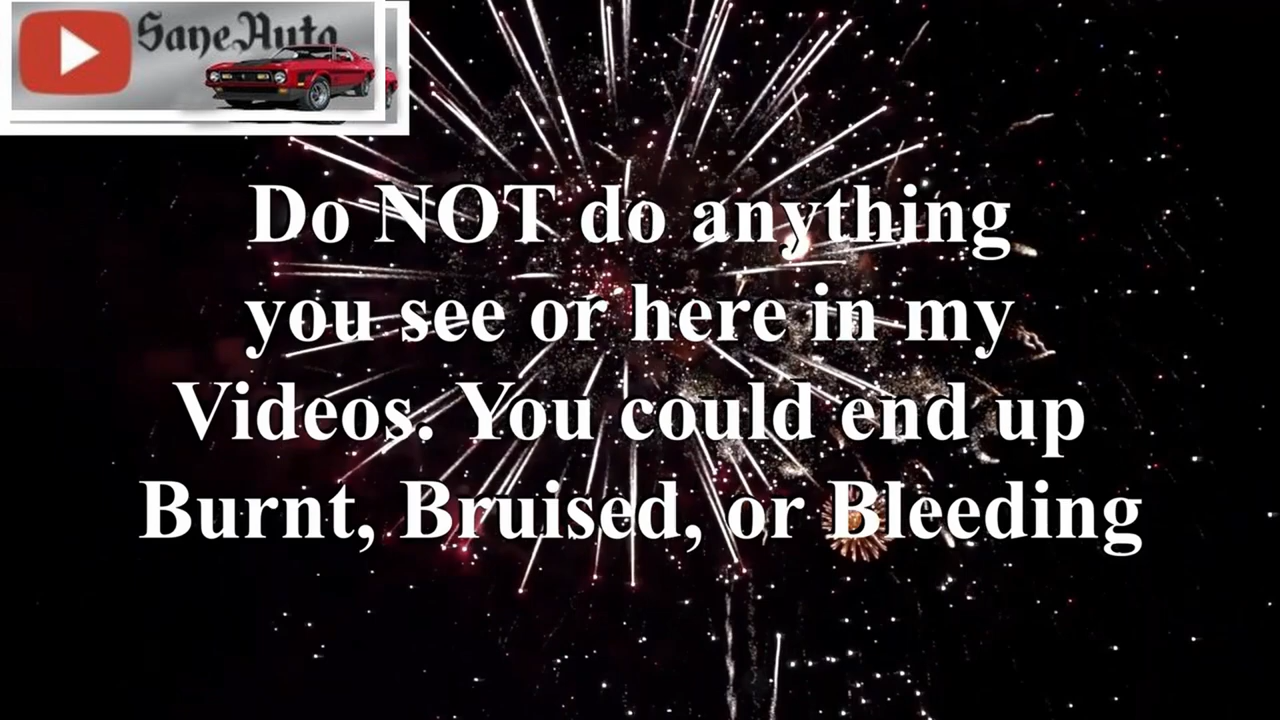 SaneAuto
Do NOT do anything
you see or here in my
Videos. You could end up
Burnt, Bruised, or Bleeding